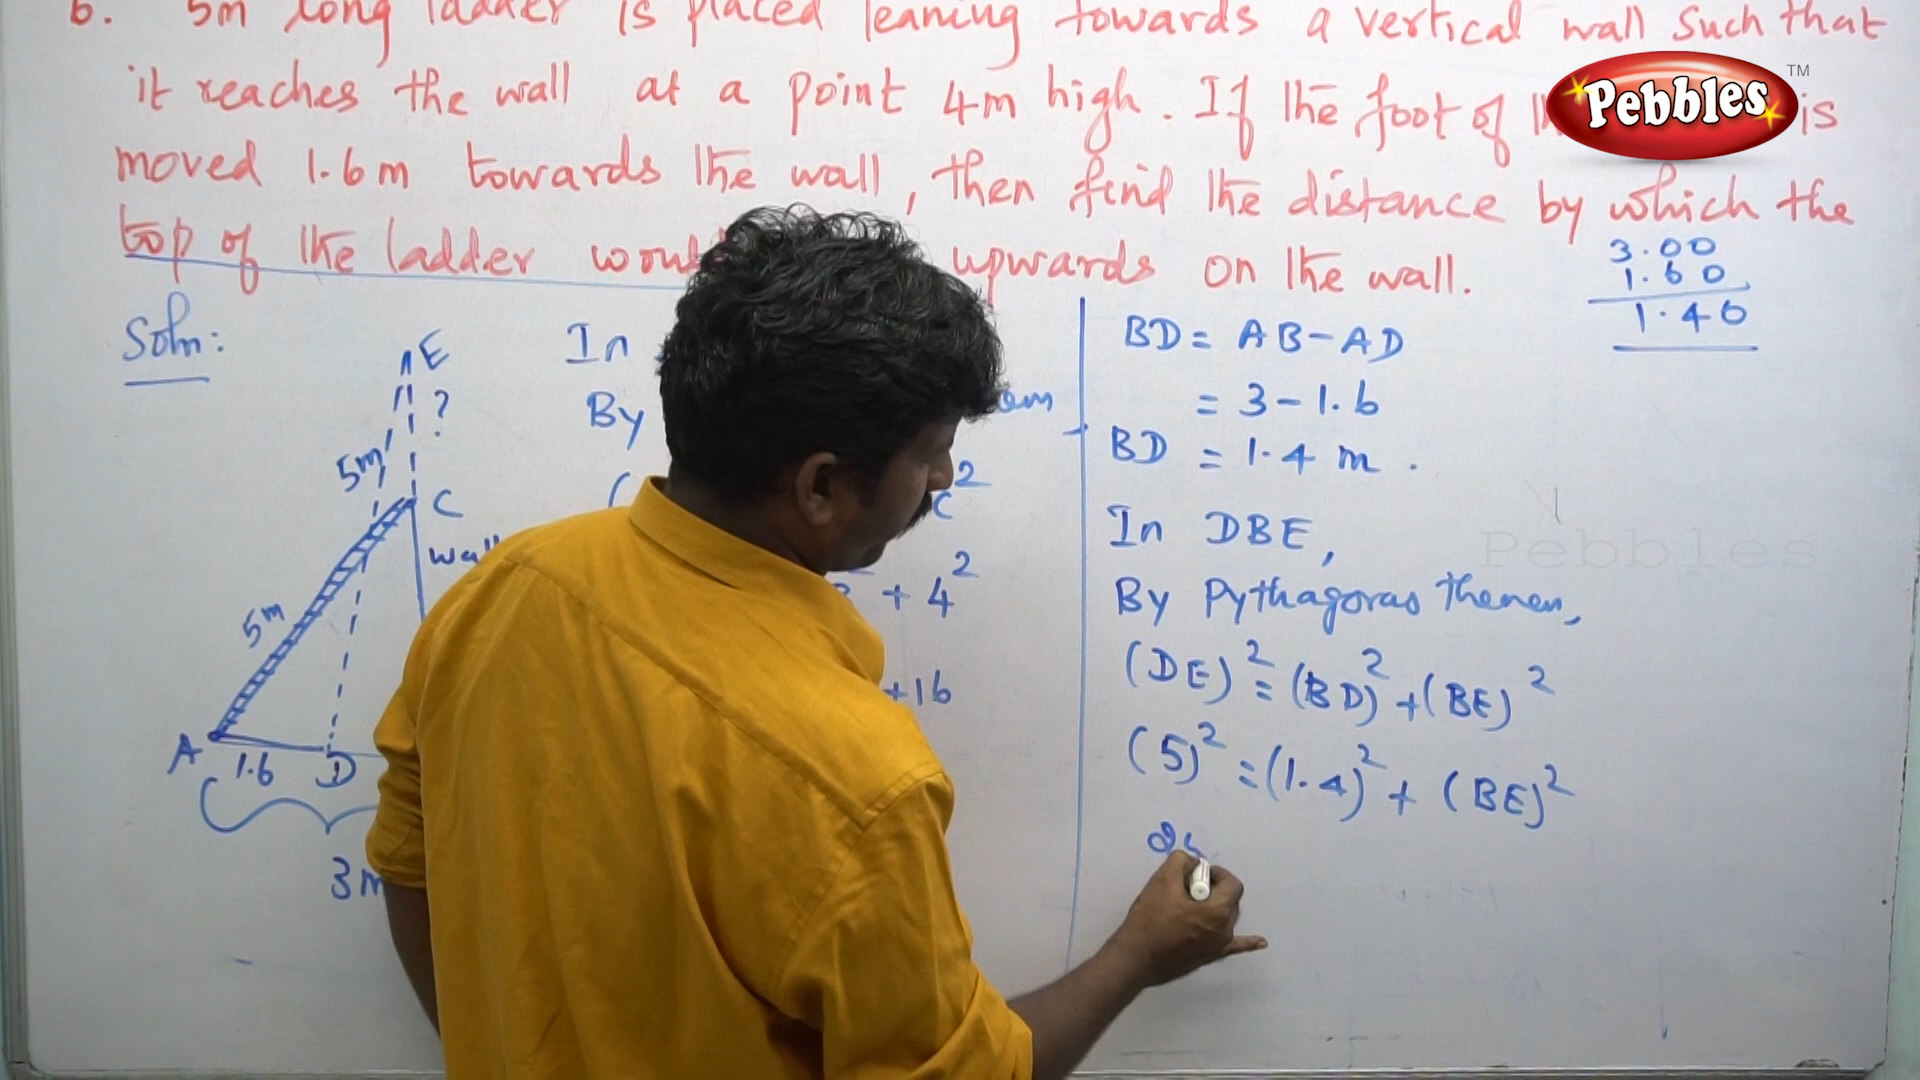 6. 5m long ladder is placed leaning towards a vertical wall such that
it reaches the wall at a point 4m high. If the foot of is
moved 1.6m towards the wall, then find the distance by which the
top of the ladder upwards on the wall.
Pebbles TM
3.00
1.60
1.40
Soln:
E
?
5m
C
wall
5m
A
1.6
D
3m
In
By
C²
+ 4²
+16
BD = AB-AD
= 3-1.6
BD = 1.4 m.
In DBE,
By Pythagoras
(DE)² = (BD)² + (BE)²
(5)² = (1.4)² + (BE)²
Pebbles